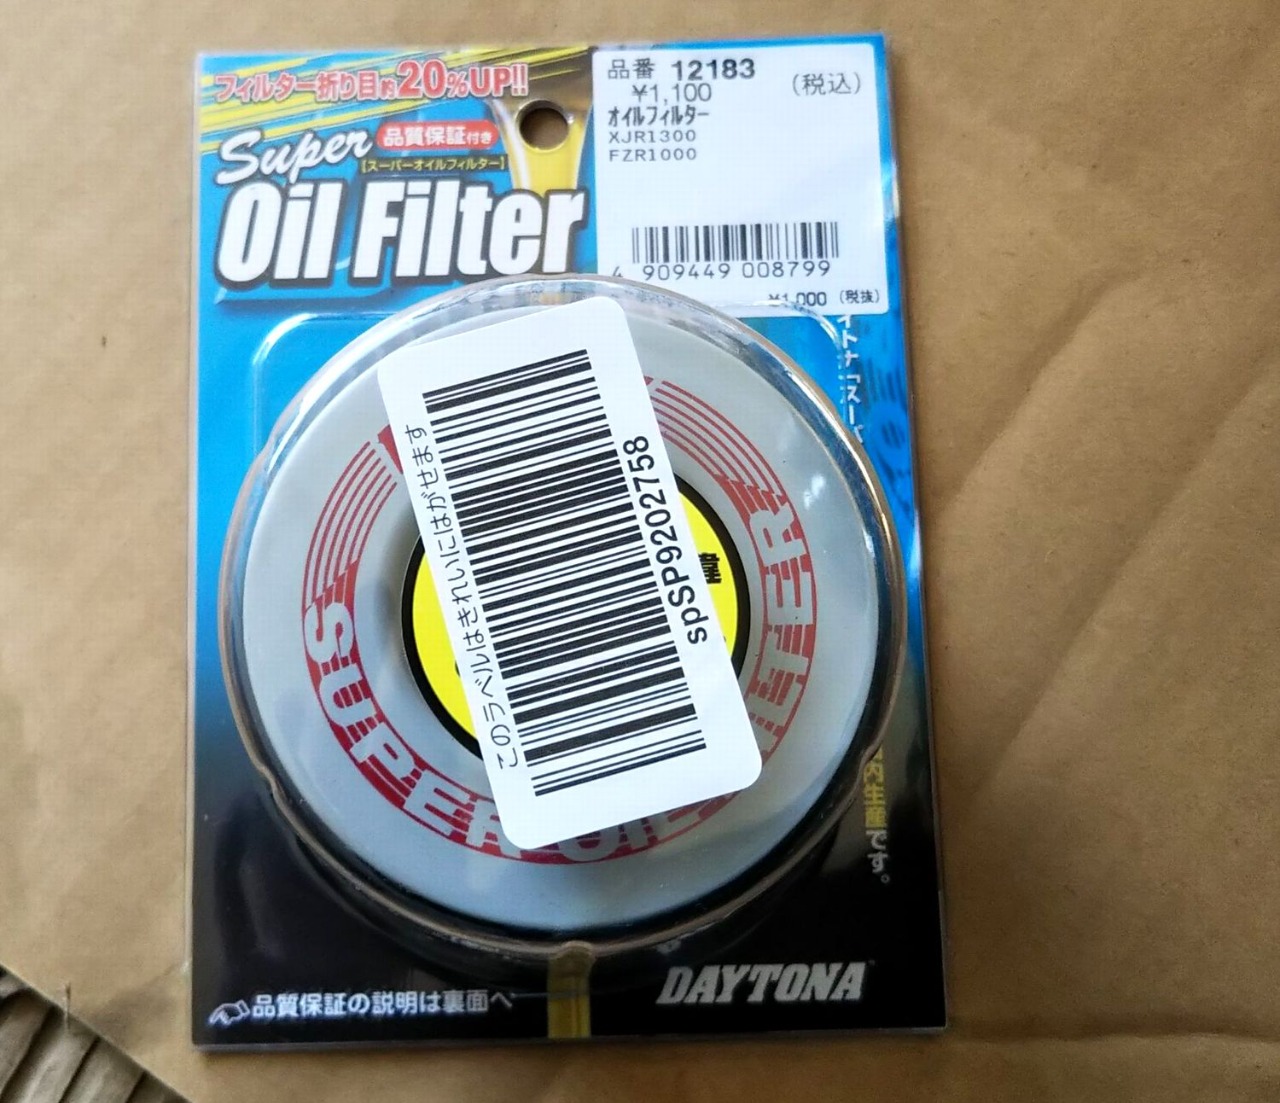 フィルター折り目約20%UP!!
Super 品質保証付き
【スーパーオイルフィルター】
Oil Filter
品番 12183
¥1,100 (税込)
オイルフィルター
XJR1300
FZR1000
4 909449 008799
¥1,000 (税抜)
イトナ「スーパ
このラベルはきれいにはがせます
spSP9202758
SUPER OIL
です。
品質保証の説明は裏面へ
DAYTONA